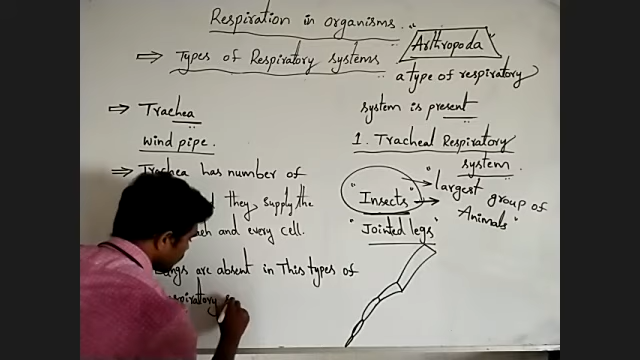 Respiration in organisms..
⇒ Types of Respiratory systems
Arthropoda
a type of respiratory
system is present
1. Tracheal Respiratory
system.
"Insects"
"largest group of
Animals"
"Jointed legs"
⇒ Trachea
wind pipe.
⇒ Trachea has number of
they supply the
and every cell.
are absent in This types of